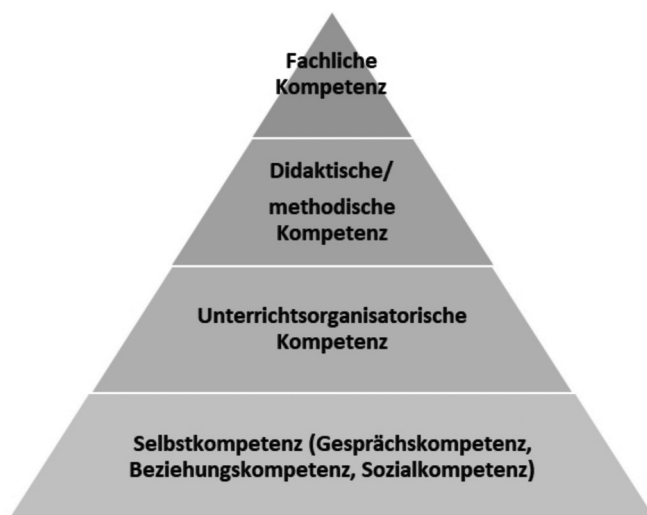 Fachliche
Kompetenz
Didaktische/
methodische
Kompetenz
Unterrichtsorganisatorische
Kompetenz
Selbstkompetenz (Gesprächskompetenz,
Beziehungskompetenz, Sozialkompetenz)